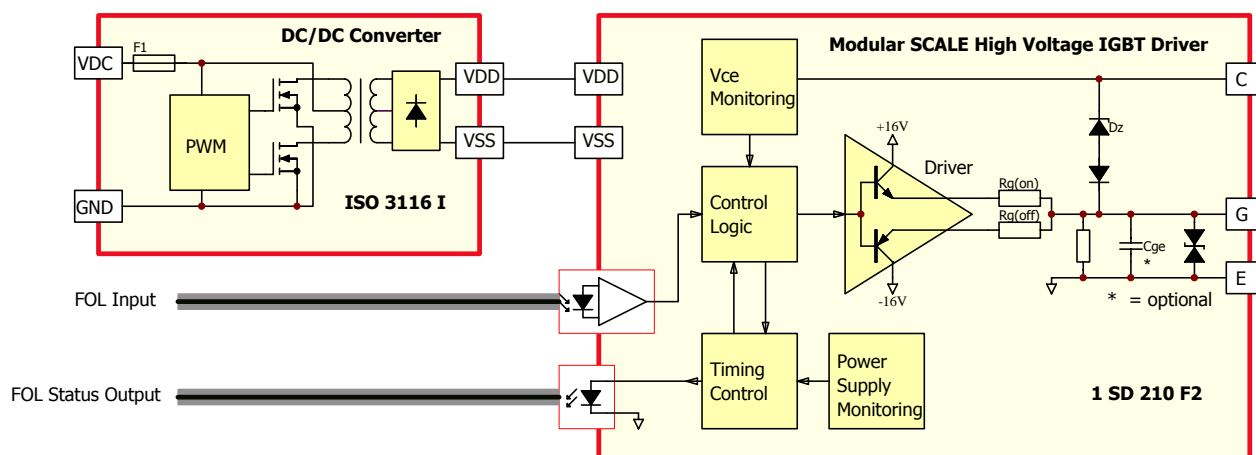 DC/DC Converter
F1
VDC
PWM
GND
VDD
VSS
ISO 3116 I
Modular SCALE High Voltage IGBT Driver
VDD
VSS
Vce
Monitoring
Control
Logic
+16V
Driver
-16V
Rg(on)
Rg(off)
Dz
Cge
*
* = optional
C
G
E
FOL Input
FOL Status Output
Timing
Control
Power
Supply
Monitoring
1 SD 210 F2